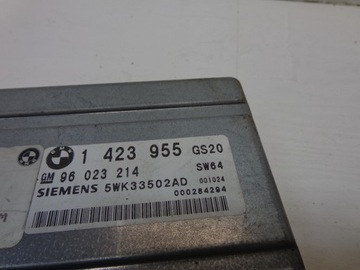 1 423 955 GS20
GM 96 023 214 SW64
SIEMENS 5WK33502AD 001024
000284294